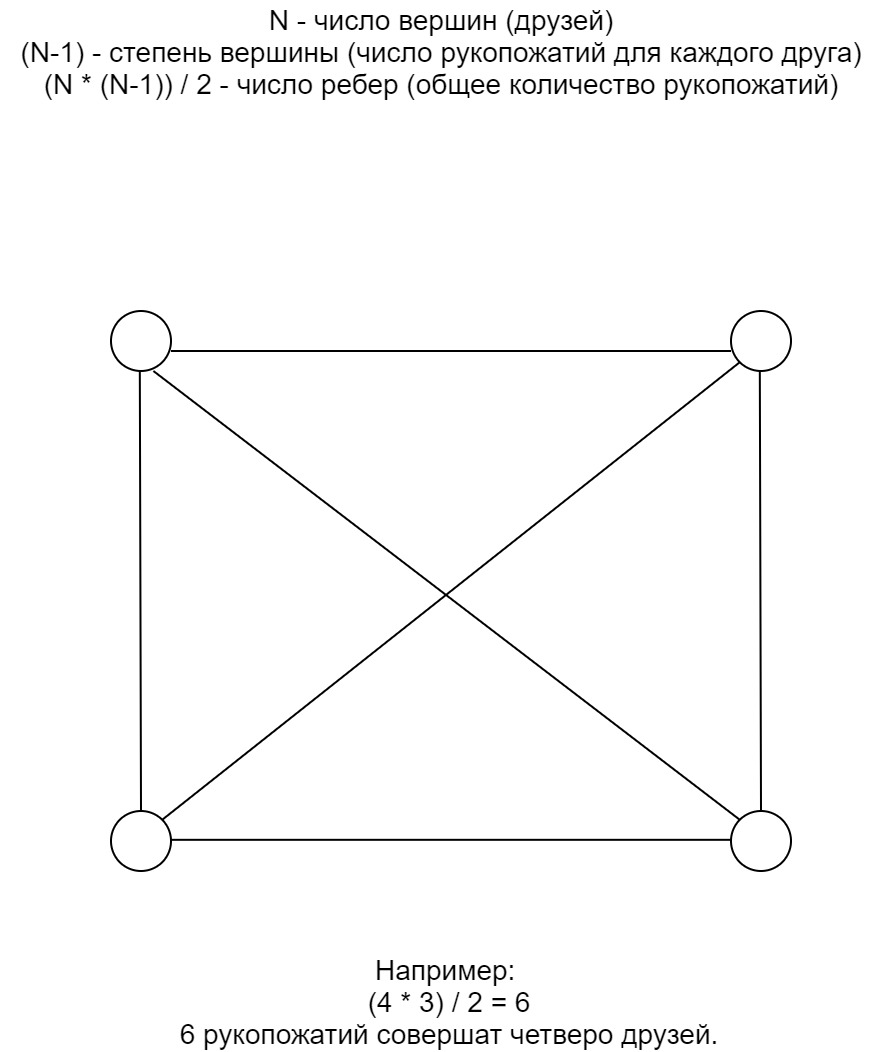 N - число вершин (друзей)
(N-1) - степень вершины (число рукопожатий для каждого друга)
(N * (N-1)) / 2 - число ребер (общее количество рукопожатий)
Например:
(4 * 3) / 2 = 6
6 рукопожатий совершат четверо друзей.